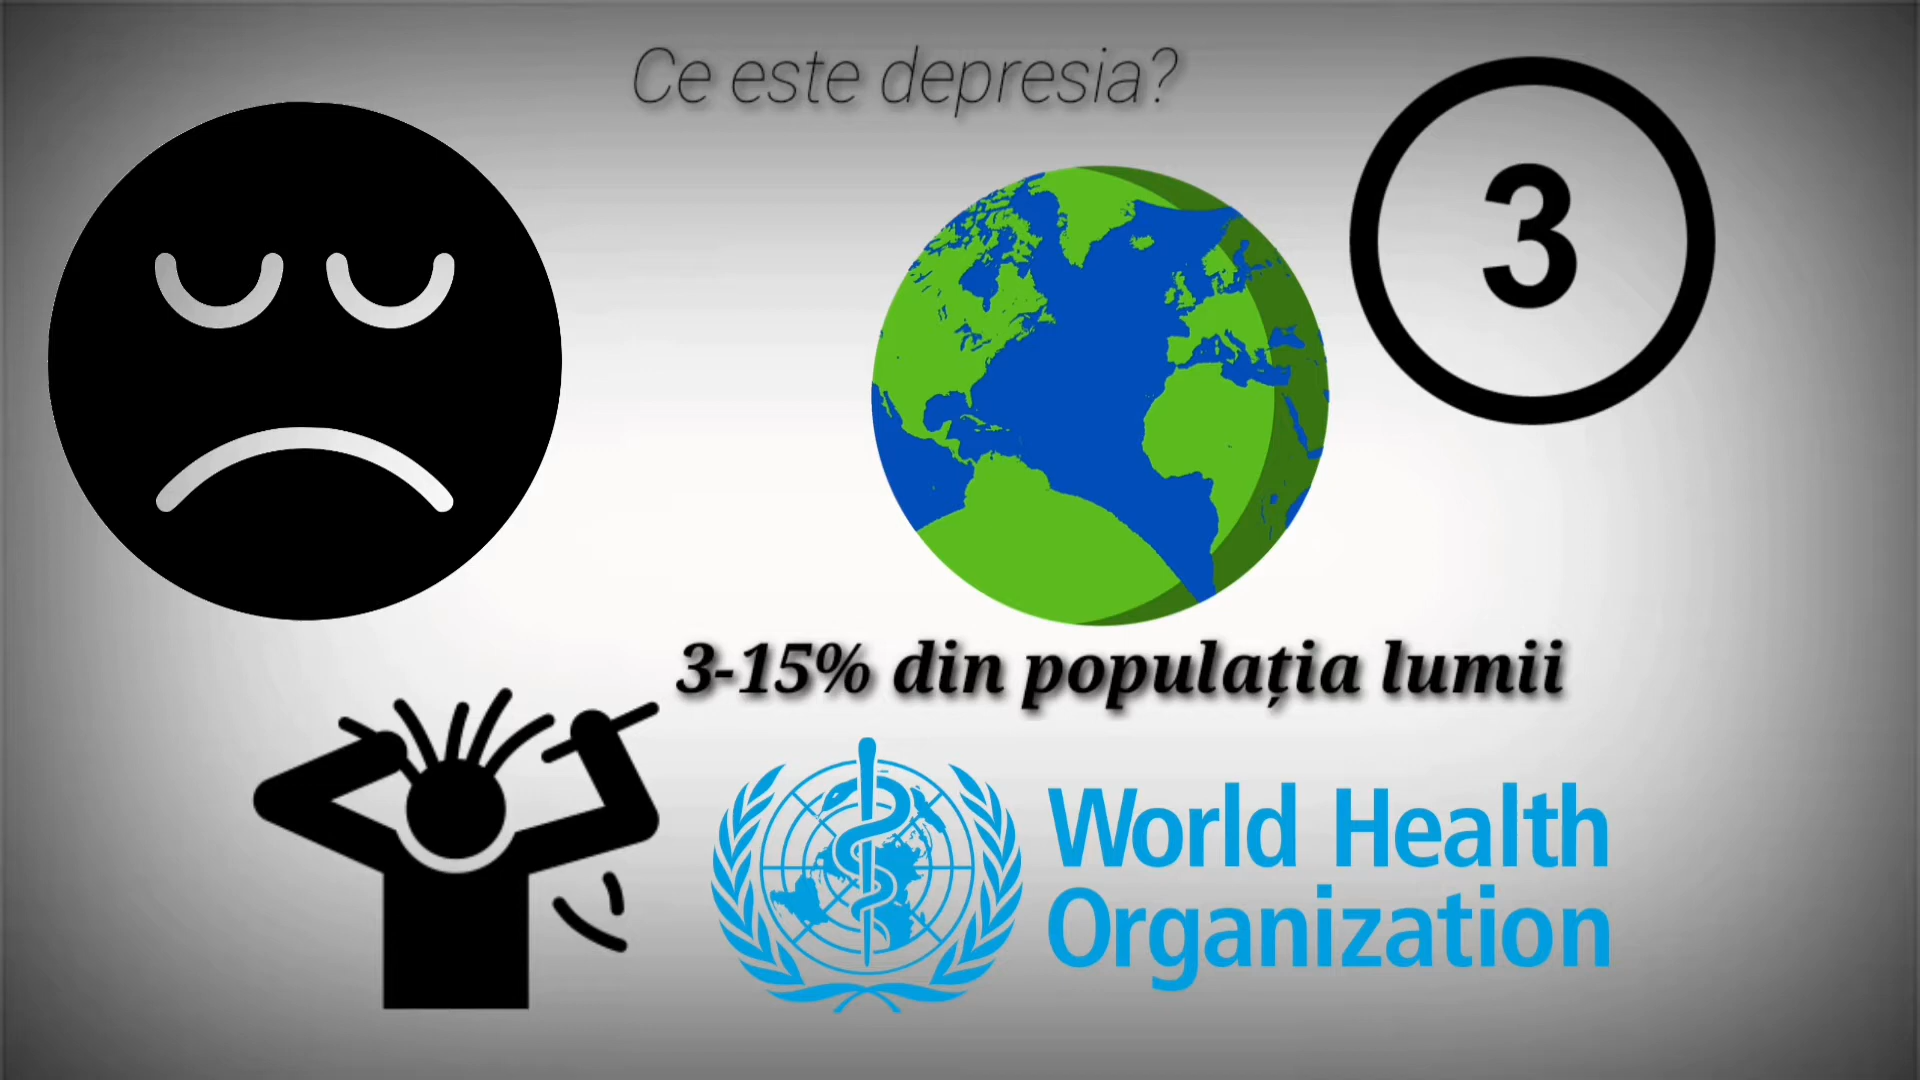 Ce este depresia?
3
3-15% din populația lumii
World Health
Organization